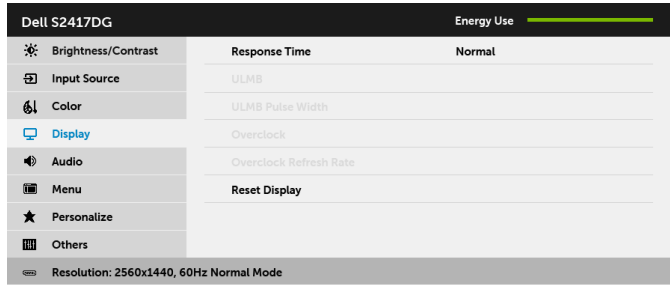 Dell S2417DG Energy Use
Brightness/Contrast Response Time Normal
Input Source ULMB
Color ULMB Pulse Width
Display Overclock
Audio Overclock Refresh Rate
Menu Reset Display
Personalize
Others
Resolution: 2560x1440, 60Hz Normal Mode